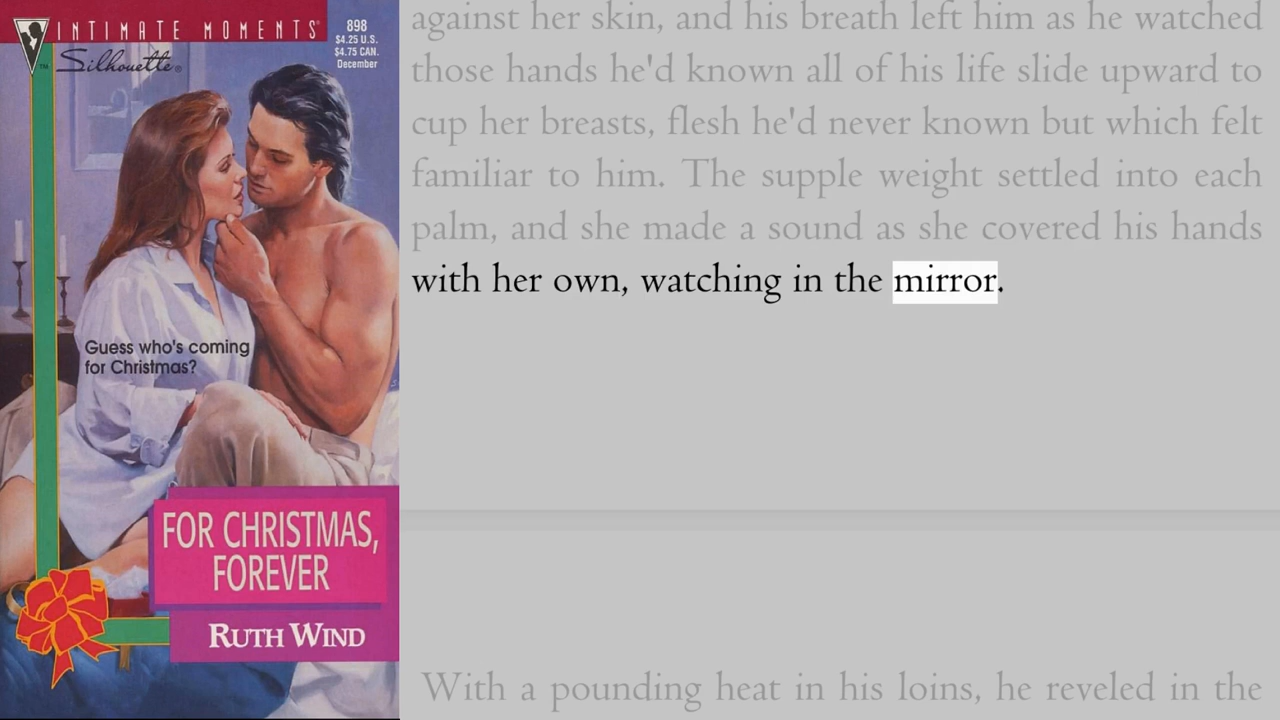 INTIMATE MOMENTS®
898
$4.25 U.S.
$4.75 CAN.
December
TM
Silhouette®
Guess who's coming
for Christmas?
FOR CHRISTMAS,
FOREVER
RUTH WIND
against her skin, and his breath left him as he watched
those hands he'd known all of his life slide upward to
cup her breasts, flesh he'd never known but which felt
familiar to him. The supple weight settled into each
palm, and she made a sound as she covered his hands
with her own, watching in the mirror.
With a pounding heat in his loins, he reveled in the